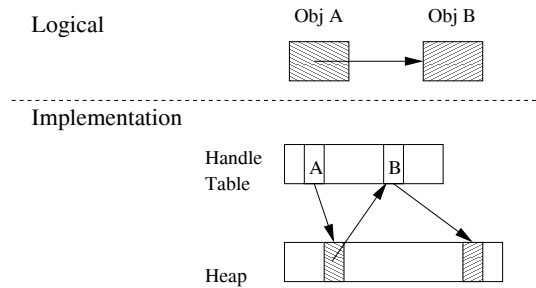 Logical
Obj A
Obj B
Implementation
Handle
Table
A
B
Heap